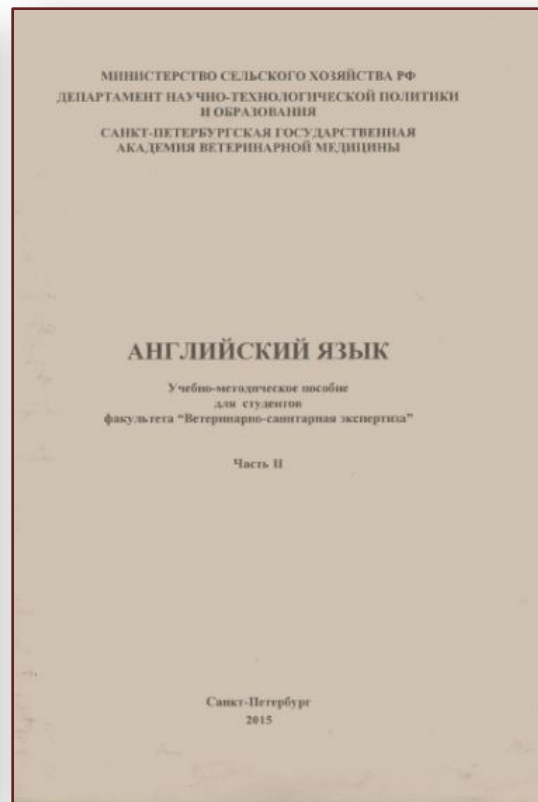 МИНИСТЕРСТВО СЕЛЬСКОГО ХОЗЯЙСТВА РФ
ДЕПАРТАМЕНТ НАУЧНО-ТЕХНОЛОГИЧЕСКОЙ ПОЛИТИКИ
И ОБРАЗОВАНИЯ
САНКТ-ПЕТЕРБУРГСКАЯ ГОСУДАРСТВЕННАЯ
АКАДЕМИЯ ВЕТЕРИНАРНОЙ МЕДИЦИНЫ
АНГЛИЙСКИЙ ЯЗЫК
Учебно-методическое пособие
для студентов
факультета “Ветеринарно-санитарная экспертиза”
Часть II
Санкт-Петербург
2015